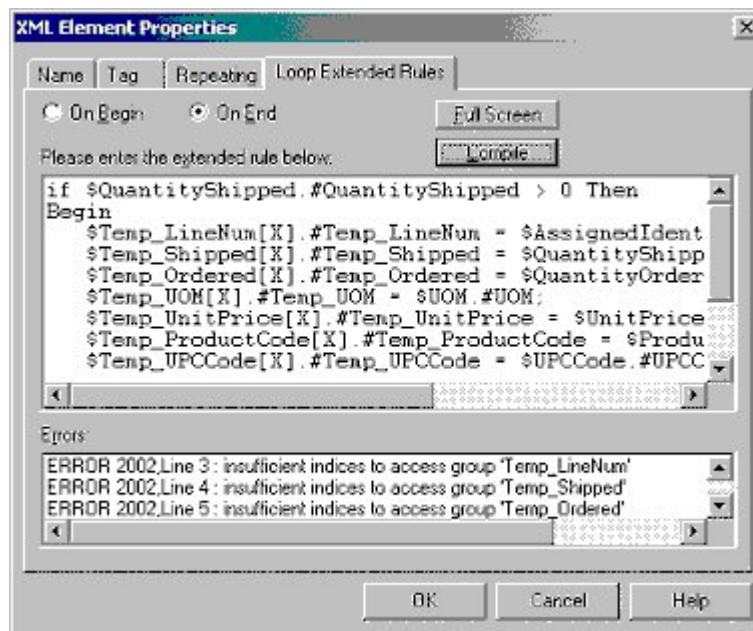 XML Element Properties
Name Tag Repeating Loop Extended Rules
On Begin On End Full Screen
Please enter the extended rule below: Compile
if $QuantityShipped.#QuantityShipped > 0 Then
Begin
$Temp_LineNum[X].#Temp_LineNum = $AssignedIdent
$Temp_Shipped[X].#Temp_Shipped = $QuantityShipp
$Temp_Ordered[X].#Temp_Ordered = $QuantityOrder
$Temp_UOM[X].#Temp_UOM = $UOM.#UOM;
$Temp_UnitPrice[X].#Temp_UnitPrice = $UnitPrice
$Temp_ProductCode[X].#Temp_ProductCode = $Produ
$Temp_UPCCode[X].#Temp_UPCCode = $UPCCode.#UPCC
Errors:
ERROR 2002,Line 3 : insufficient indices to access group 'Temp_LineNum'
ERROR 2002,Line 4 : insufficient indices to access group 'Temp_Shipped'
ERROR 2002,Line 5 : insufficient indices to access group 'Temp_Ordered'
OK Cancel Help